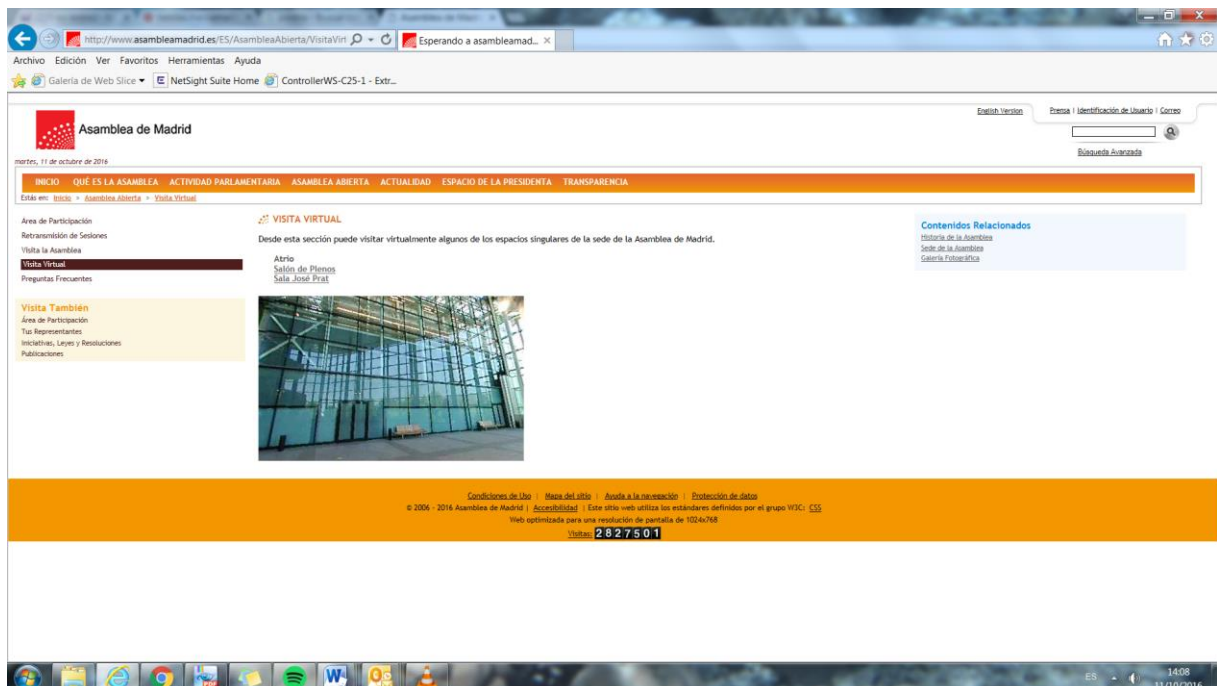 http://www.asambleamadrid.es/ES/AsambleaAbierta/VisitaVirt
Esperando a asambleamad...
Archivo Edición Ver Favoritos Herramientas Ayuda
Galería de Web Slice
NetSight Suite Home
ControllerWS-C25-1 - Extr...
English Version
Prensa | Identificación de Usuario | Correo
Asamblea de Madrid
Búsqueda Avanzada
martes, 11 de octubre de 2016
INICIO QUÉ ES LA ASAMBLEA ACTIVIDAD PARLAMENTARIA ASAMBLEA ABIERTA ACTUALIDAD ESPACIO DE LA PRESIDENTA TRANSPARENCIA
Estás en: Inicio » Asamblea Abierta » Visita Virtual
Area de Participación
Retransmisión de Sesiones
Visita la Asamblea
Visita Virtual
Preguntas Frecuentes
Visita También
Área de Participación
Tus Representantes
Iniciativas, Leyes y Resoluciones
Publicaciones
VISITA VIRTUAL
Desde esta sección puede visitar virtualmente algunos de los espacios singulares de la sede de la Asamblea de Madrid.
Atrio
Salón de Plenos
Sala José Prat
Contenidos Relacionados
Historia de la Asamblea
Sede de la Asamblea
Galería Fotográfica
Condiciones de Uso | Mapa del sitio | Ayuda a la navegación | Protección de datos
© 2006 - 2016 Asamblea de Madrid | Accesibilidad | Este sitio web utiliza los estándares definidos por el grupo W3C: CSS
Web optimizada para una resolución de pantalla de 1024x768
Visitas: 2827501
ES
14:08
11/10/2016